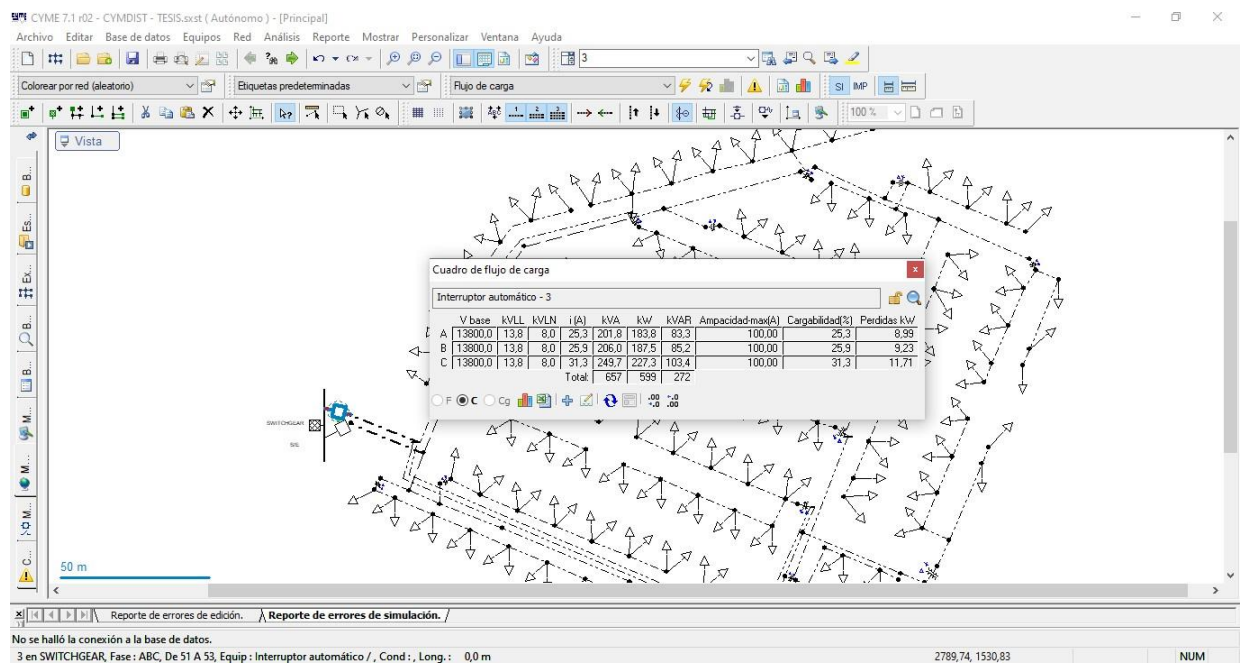 CYME 7.1 r02 - CYMDIST - TESIS.sxst ( Autónomo ) - [Principal]
Archivo Editar Base de datos Equipos Red Análisis Reporte Mostrar Personalizar Ventana Ayuda
3
Colorear por red (aleatorio) Etiquetas predeterminadas Flujo de carga SI IMP
100 %
Vista
B...
Es...
Ex...
B...
B...
M...
M...
M...
C...
Cuadro de flujo de carga
Interruptor automático - 3
V base kVLL kVLN i (A) kVA kW kVAR Ampacidad-max(A) Cargabilidad(%) Perdidas kW
A 13800,0 13,8 8,0 25,3 201,8 183,8 83,3 100,00 25,3 8,99
B 13800,0 13,8 8,0 25,9 206,0 187,5 85,2 100,00 25,9 9,23
C 13800,0 13,8 8,0 31,3 249,7 227,3 103,4 100,00 31,3 11,71
Total: 657 599 272
F C Cg
SWITCHGEAR
50 m
Reporte de errores de edición. Reporte de errores de simulación.
No se halló la conexión a la base de datos.
3 en SWITCHGEAR, Fase : ABC, De 51 A 53, Equip : Interruptor automático / , Cond : , Long. : 0,0 m 2789,74, 1530,83 NUM